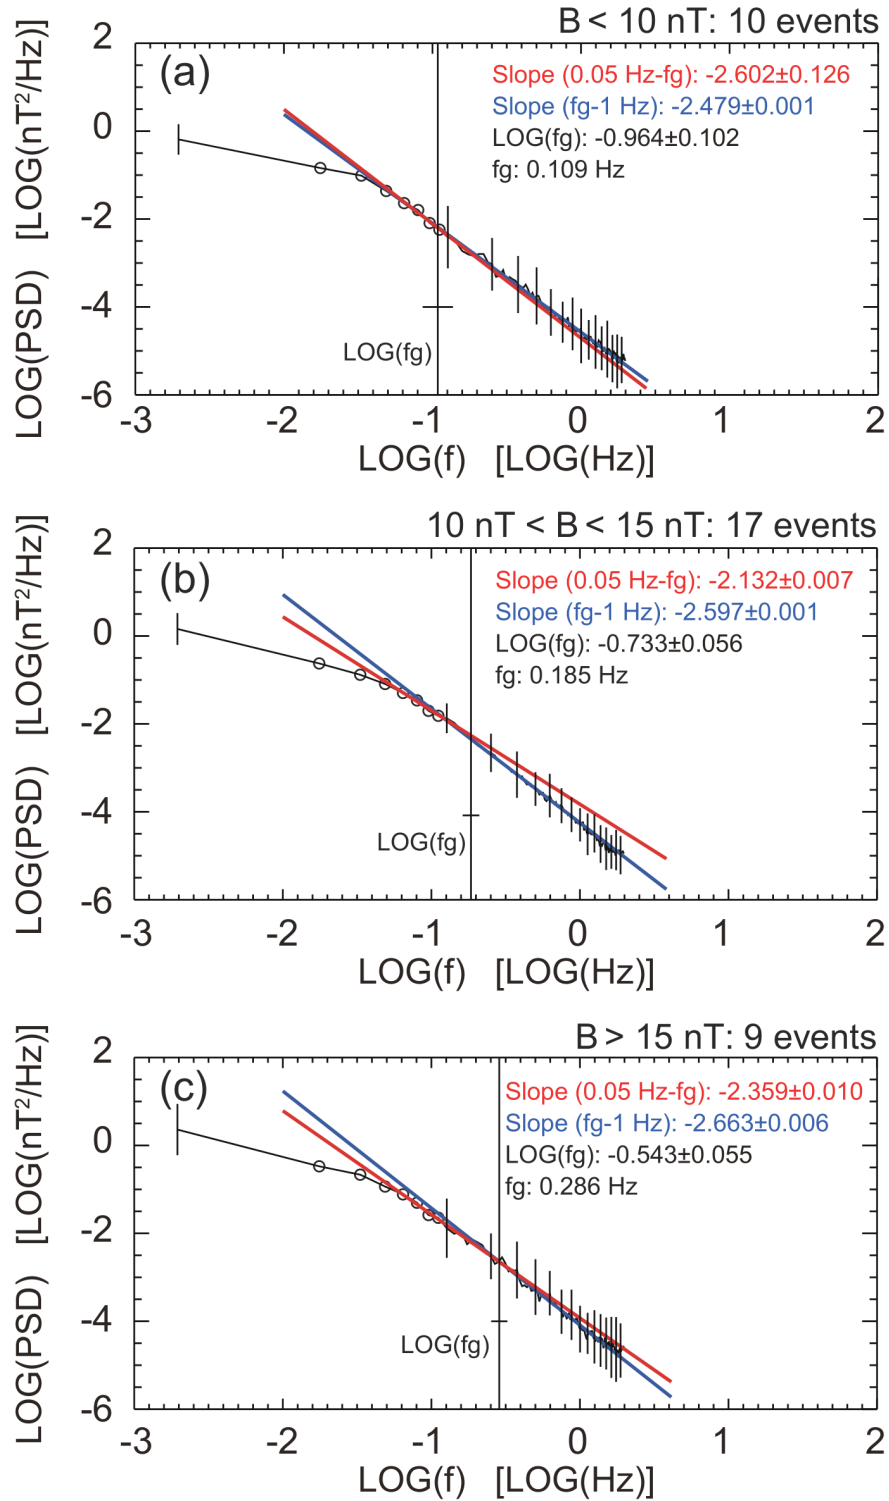 B < 10 nT: 10 events
(a)
Slope (0.05 Hz-fg): -2.602±0.126
Slope (fg-1 Hz): -2.479±0.001
LOG(fg): -0.964±0.102
fg: 0.109 Hz
LOG(fg)
2
0
-2
-4
-6
LOG(PSD) [LOG(nT²/Hz)]
-3 -2 -1 0 1 2
LOG(f) [LOG(Hz)]
10 nT < B < 15 nT: 17 events
(b)
Slope (0.05 Hz-fg): -2.132±0.007
Slope (fg-1 Hz): -2.597±0.001
LOG(fg): -0.733±0.056
fg: 0.185 Hz
LOG(fg)
2
0
-2
-4
-6
LOG(PSD) [LOG(nT²/Hz)]
-3 -2 -1 0 1 2
LOG(f) [LOG(Hz)]
B > 15 nT: 9 events
(c)
Slope (0.05 Hz-fg): -2.359±0.010
Slope (fg-1 Hz): -2.663±0.006
LOG(fg): -0.543±0.055
fg: 0.286 Hz
LOG(fg)
2
0
-2
-4
-6
LOG(PSD) [LOG(nT²/Hz)]
-3 -2 -1 0 1 2
LOG(f) [LOG(Hz)]